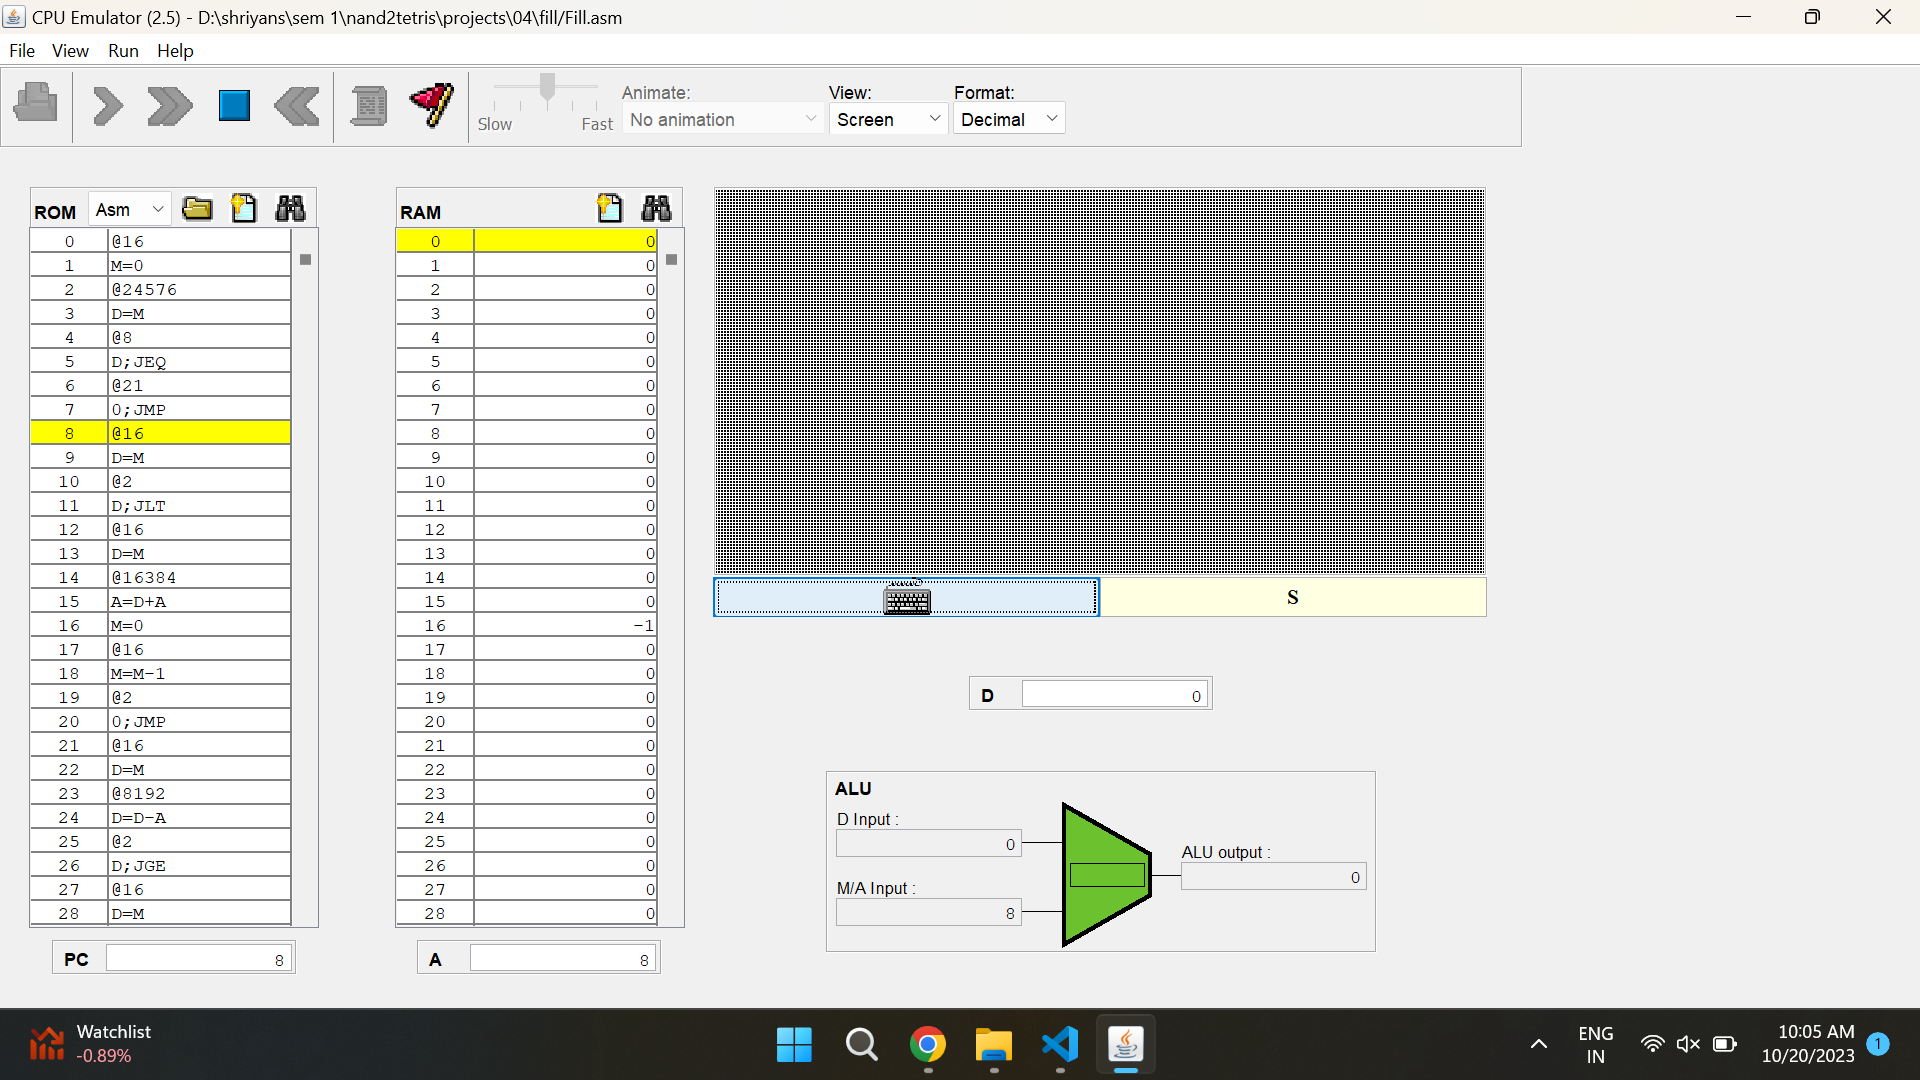 CPU Emulator (2.5) - D:\shriyans\sem 1\nand2tetris\projects\04\fill/Fill.asm
File View Run Help
Slow Fast
Animate:
No animation
View:
Screen
Format:
Decimal
ROM Asm
0 @16
1 M=0
2 @24576
3 D=M
4 @8
5 D;JEQ
6 @21
7 0;JMP
8 @16
9 D=M
10 @2
11 D;JLT
12 @16
13 D=M
14 @16384
15 A=D+A
16 M=0
17 @16
18 M=M-1
19 @2
20 0;JMP
21 @16
22 D=M
23 @8192
24 D=D-A
25 @2
26 D;JGE
27 @16
28 D=M
PC 8
RAM
0 0
1 0
2 0
3 0
4 0
5 0
6 0
7 0
8 0
9 0
10 0
11 0
12 0
13 0
14 0
15 0
16 -1
17 0
18 0
19 0
20 0
21 0
22 0
23 0
24 0
25 0
26 0
27 0
28 0
A 8
S
D 0
ALU
D Input :
0
M/A Input :
8
ALU output :
0
Watchlist
-0.89%
ENG
IN
10:05 AM
10/20/2023
1